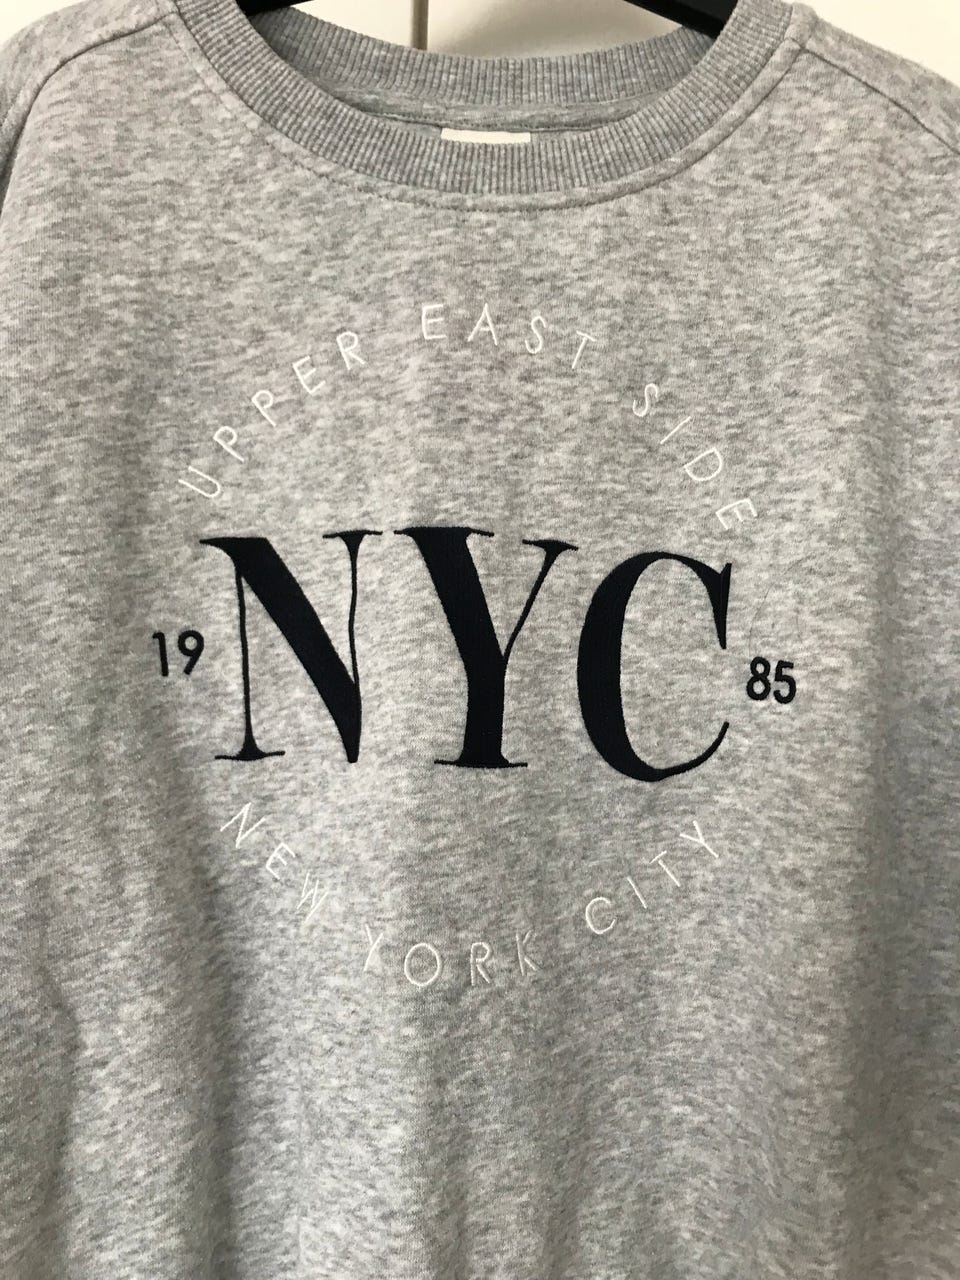 UPPER EAST SIDE
19 NYC 85
NEW YORK CITY